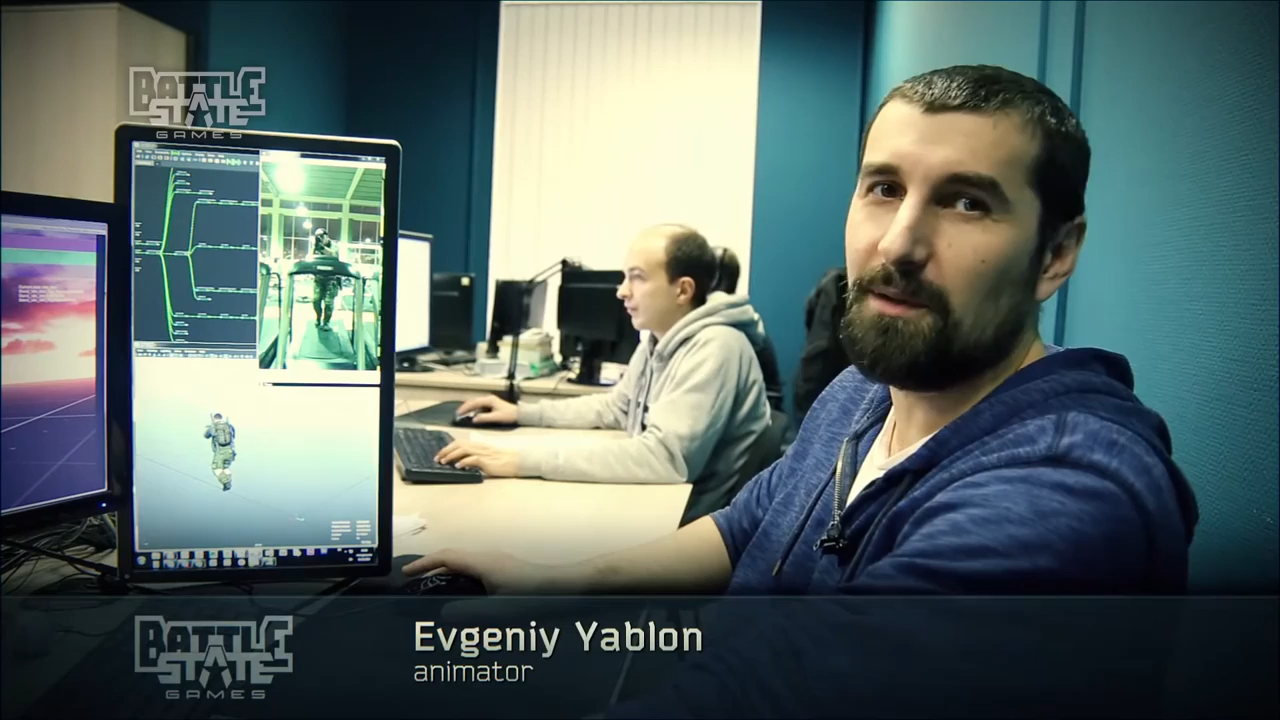 BATTLE
STATE
GAMES
BATTLE
STATE
GAMES
Evgeniy Yablon
animator